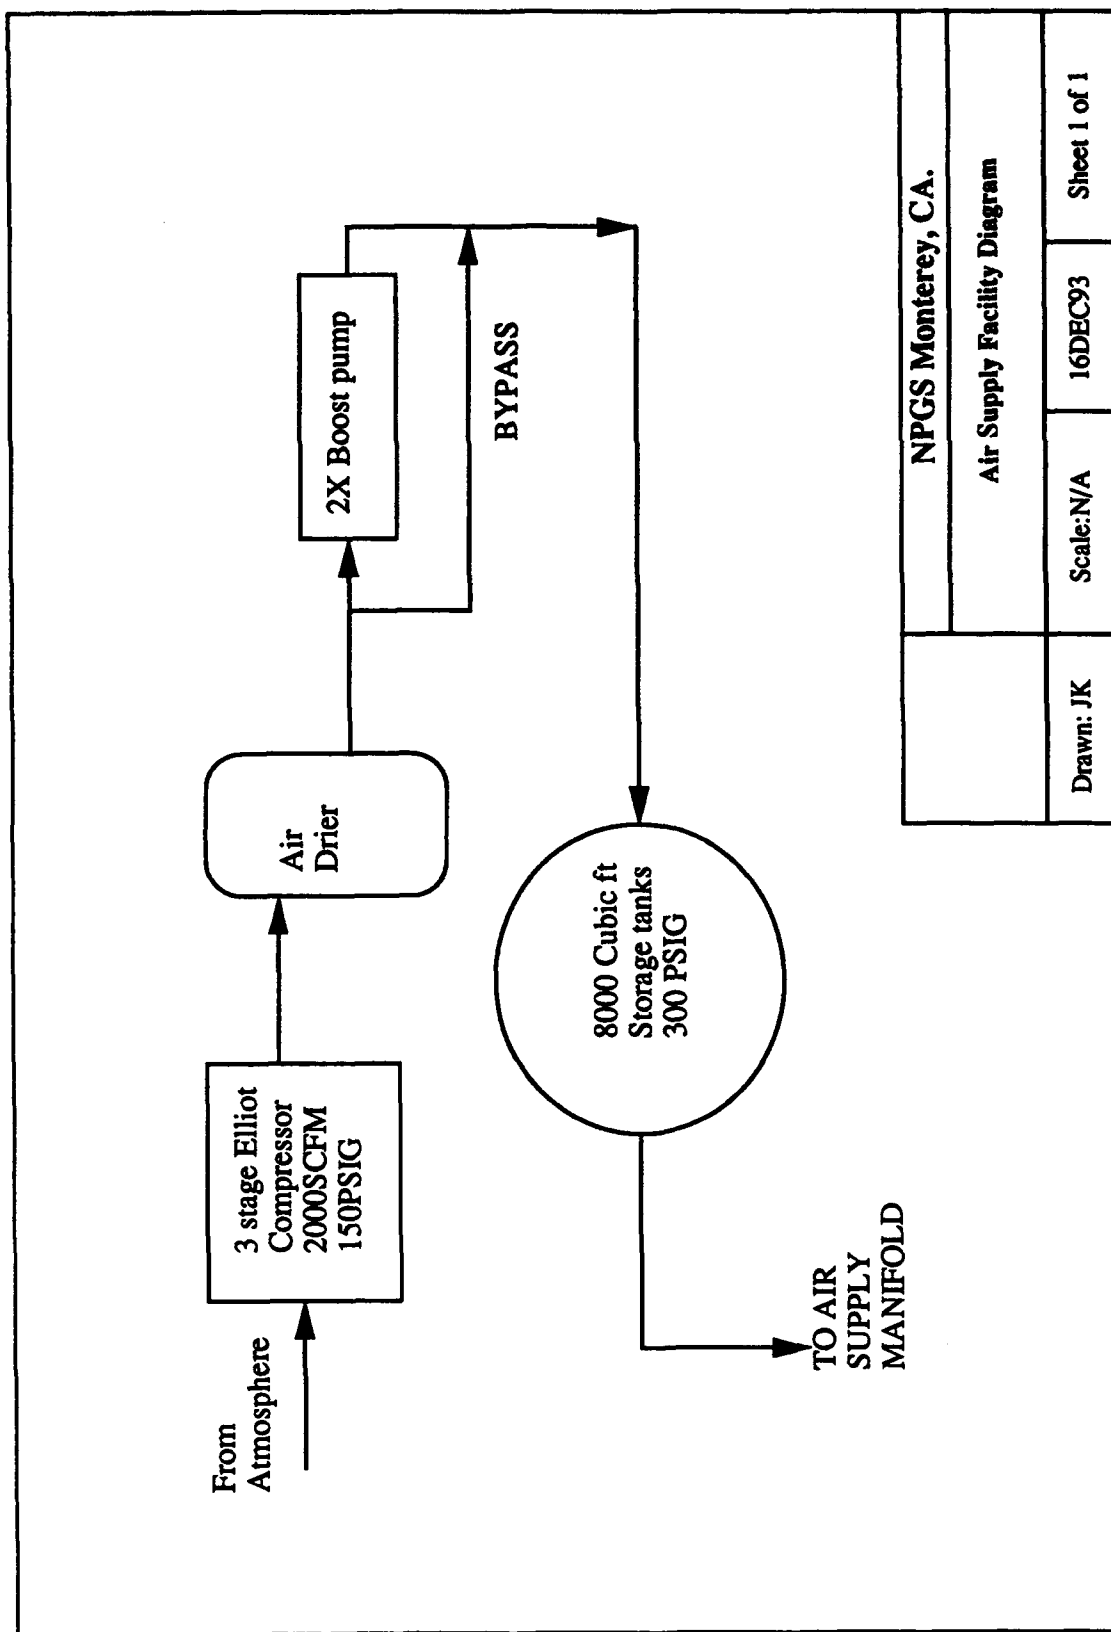 From
Atmosphere
3 stage Elliot
Compressor
2000SCFM
150PSIG
Air
Drier
2X Boost pump
BYPASS
8000 Cubic ft
Storage tanks
300 PSIG
TO AIR
SUPPLY
MANIFOLD
NPGS Monterey, CA.
Air Supply Facility Diagram
Drawn: JK
Scale:N/A
16DEC93
Sheet 1 of 1